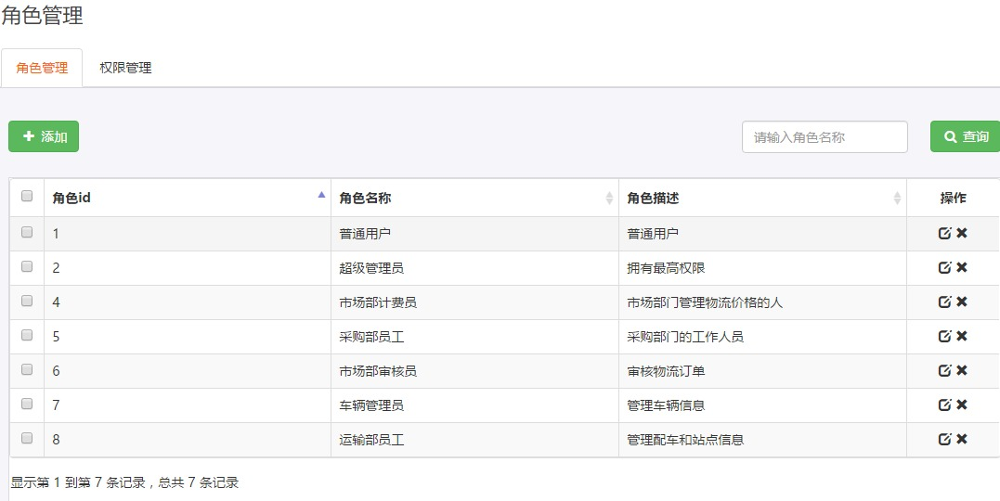 角色管理
角色管理 权限管理
添加 请输入角色名称 查询
角色id 角色名称 角色描述 操作
1 普通用户 普通用户
2 超级管理员 拥有最高权限
4 市场部计费员 市场部门管理物流价格的人
5 采购部员工 采购部门的工作人员
6 市场部审核员 审核物流订单
7 车辆管理员 管理车辆信息
8 运输部员工 管理配车和站点信息
显示第 1 到第 7 条记录，总共 7 条记录